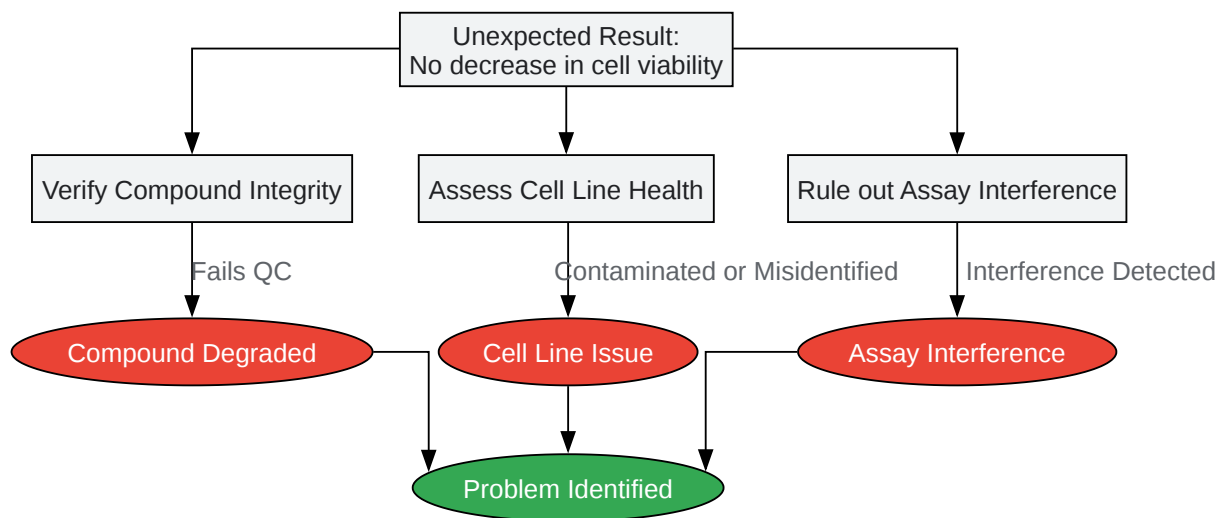 Unexpected Result:
No decrease in cell viability
Verify Compound Integrity
Assess Cell Line Health
Rule out Assay Interference
Fails QC
Contaminated or Misidentified
Interference Detected
Compound Degraded
Cell Line Issue
Assay Interference
Problem Identified